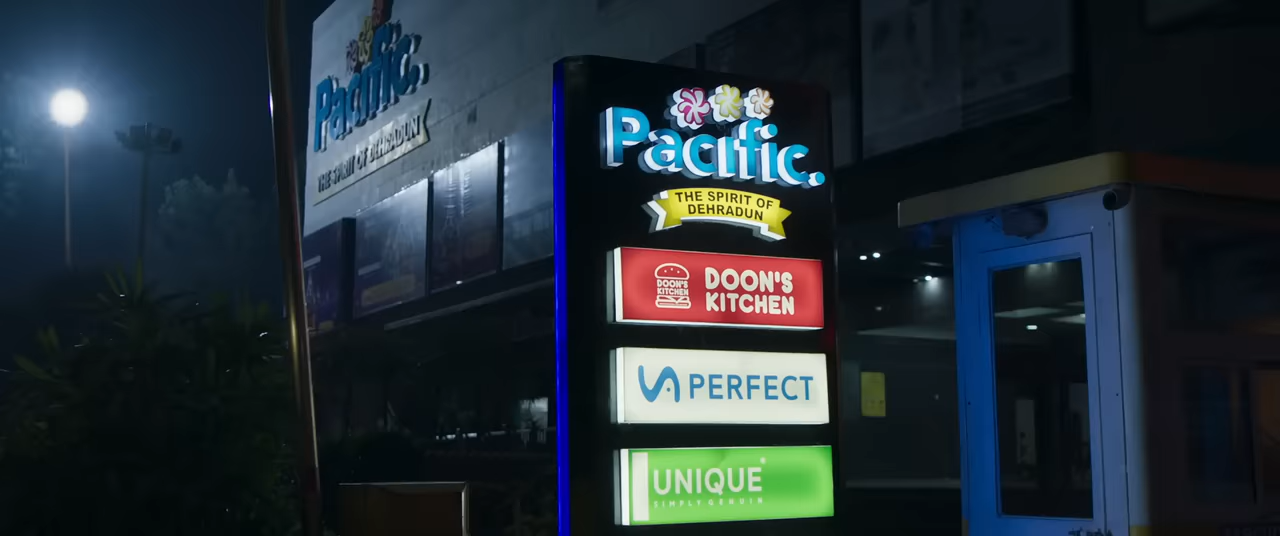 Pacific.
THE SPIRIT OF DEHRADUN
Pacific.
THE SPIRIT OF
DEHRADUN
DOON'S
KITCHEN
DOON'S
KITCHEN
PERFECT
UNIQUE
SIMPLY GENUIN